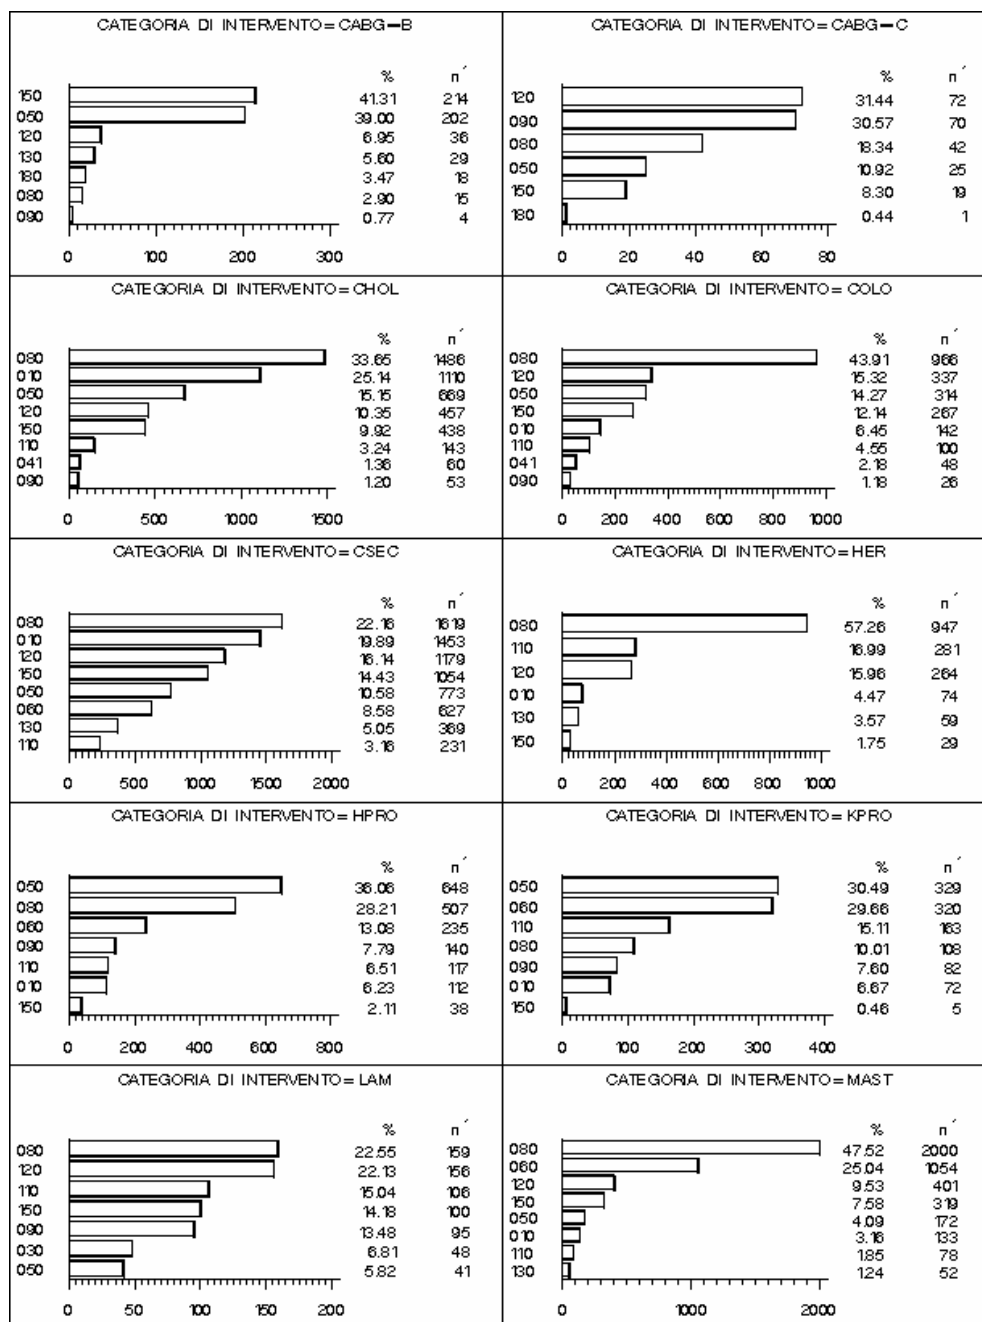 CATEGORIA DI INTERVENTO=CABG-B
% n´
150 41.31 214
050 39.00 202
120 6.95 36
130 5.60 29
180 3.47 18
080 2.90 15
090 0.77 4
0 100 200 300
CATEGORIA DI INTERVENTO=CABG-C
% n´
120 31.44 72
090 30.57 70
080 18.34 42
050 10.92 25
150 8.30 19
180 0.44 1
0 20 40 60 80
CATEGORIA DI INTERVENTO=CHOL
% n´
080 33.65 1486
010 25.14 1110
050 15.15 669
120 10.35 457
150 9.92 438
110 3.24 143
041 1.36 60
090 1.20 53
0 500 1000 1500
CATEGORIA DI INTERVENTO=COLO
% n´
080 43.91 966
120 15.32 337
050 14.27 314
150 12.14 267
010 6.45 142
110 4.55 100
041 2.18 48
090 1.18 26
0 200 400 600 800 1000
CATEGORIA DI INTERVENTO=CSEC
% n´
080 22.16 1619
010 19.89 1453
120 16.14 1179
150 14.43 1054
050 10.58 773
060 8.58 627
130 5.05 369
110 3.16 231
0 500 1000 1500 2000
CATEGORIA DI INTERVENTO=HER
% n´
080 57.26 947
110 16.99 281
120 15.96 264
010 4.47 74
130 3.57 59
150 1.75 29
0 200 400 600 800 1000
CATEGORIA DI INTERVENTO=HPRO
% n´
050 36.06 648
080 28.21 507
060 13.08 235
090 7.79 140
110 6.51 117
010 6.23 112
150 2.11 38
0 200 400 600 800
CATEGORIA DI INTERVENTO=KPRO
% n´
050 30.49 329
060 29.66 320
110 15.11 163
080 10.01 108
090 7.60 82
010 6.67 72
150 0.46 5
0 100 200 300 400
CATEGORIA DI INTERVENTO=LAM
% n´
080 22.55 159
120 22.13 156
110 15.04 106
150 14.18 100
090 13.48 95
030 6.81 48
050 5.82 41
0 50 100 150 200
CATEGORIA DI INTERVENTO=MAST
% n´
080 47.52 2000
060 25.04 1054
120 9.53 401
150 7.58 319
050 4.09 172
010 3.16 133
110 1.85 78
130 1.24 52
0 1000 2000